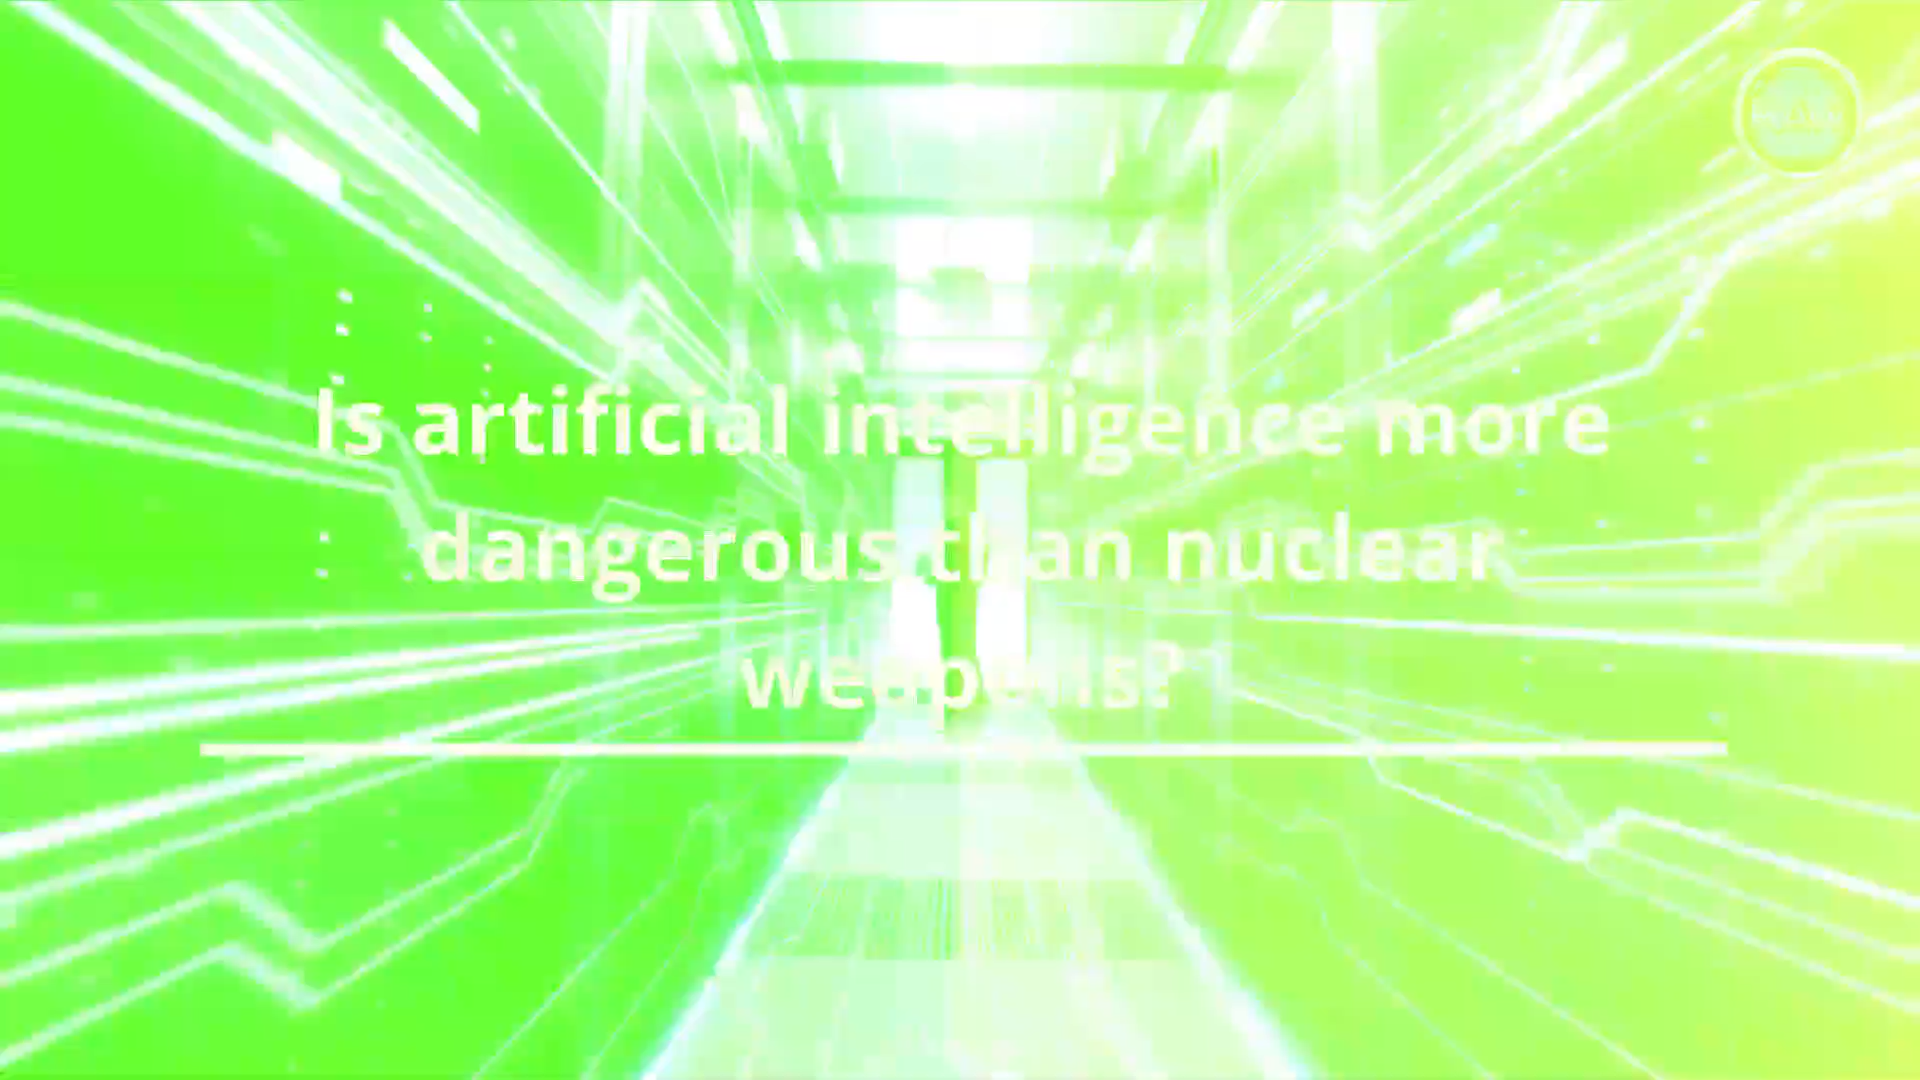 Is artificial intelligence more
dangerous than nuclear
weapons?